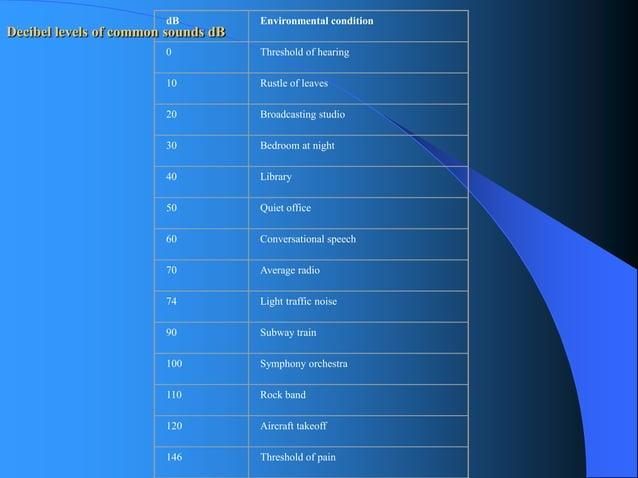 Decibel levels of common sounds dB
dB Environmental condition
0 Threshold of hearing
10 Rustle of leaves
20 Broadcasting studio
30 Bedroom at night
40 Library
50 Quiet office
60 Conversational speech
70 Average radio
74 Light traffic noise
90 Subway train
100 Symphony orchestra
110 Rock band
120 Aircraft takeoff
146 Threshold of pain